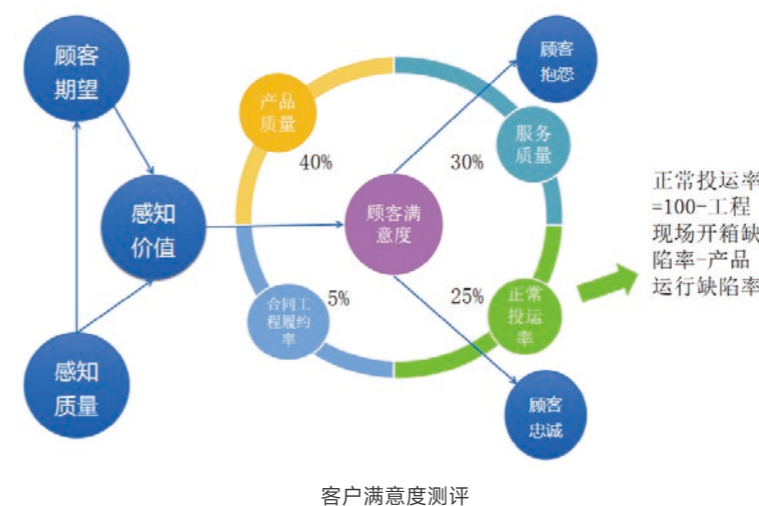 顾客
期望
产品
质量
40%
顾客
抱怨
服务
质量
30%
感知
价值
顾客满
意度
正常投运率
=100-工程
现场开箱缺
陷率-产品
运行缺陷率
合同工
程履约
率
5%
25%
正常
投运
率
感知
质量
顾客
忠诚
客户满意度测评